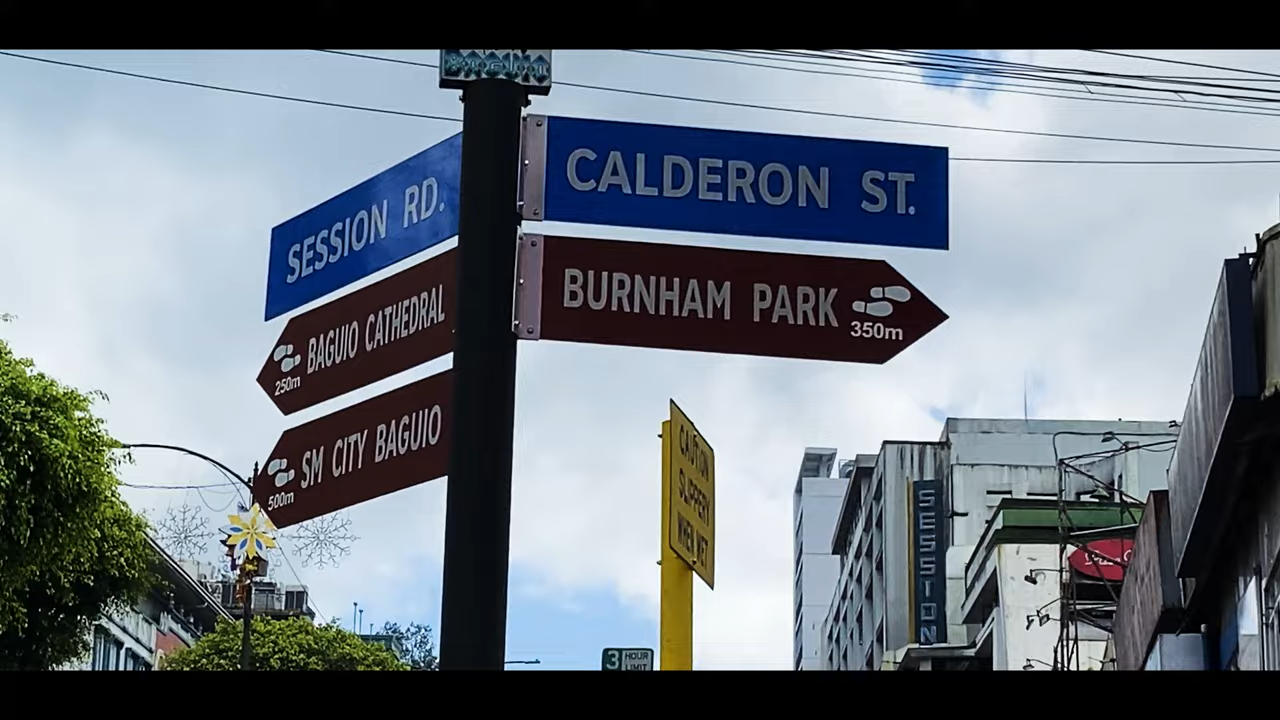 BAGUIO
CALDERON ST.
SESSION RD.
BURNHAM PARK
350m
BAGUIO CATHEDRAL
250m
SM CITY BAGUIO
500m
CAUTION
SLIPPERY
WHEN WET
SESSION
3 HOUR
LIMIT